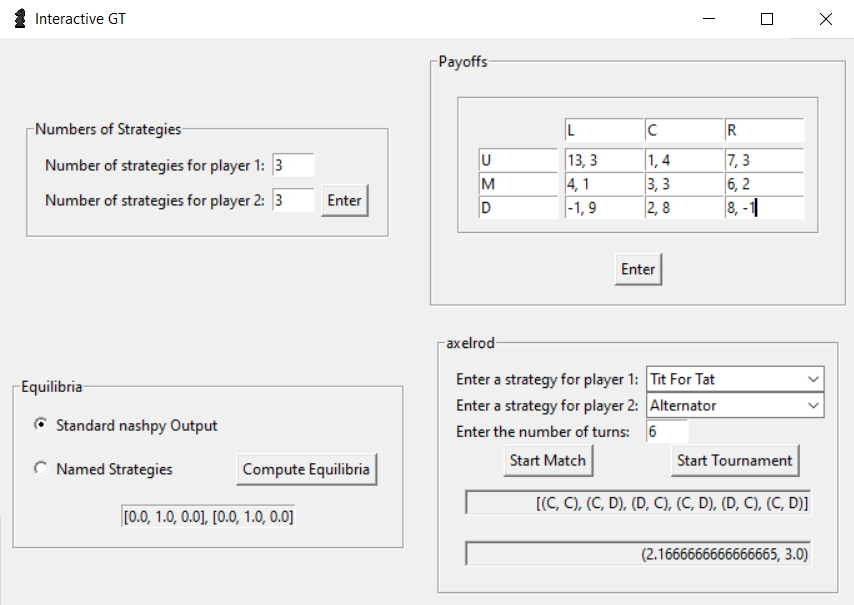 Interactive GT
Numbers of Strategies
Number of strategies for player 1: 3
Number of strategies for player 2: 3 Enter
Payoffs
L C R
U 13, 3 1, 4 7, 3
M 4, 1 3, 3 6, 2
D -1, 9 2, 8 8, -1
Enter
Equilibria
Standard nashpy Output
Named Strategies Compute Equilibria
[0.0, 1.0, 0.0], [0.0, 1.0, 0.0]
axelrod
Enter a strategy for player 1: Tit For Tat
Enter a strategy for player 2: Alternator
Enter the number of turns: 6
Start Match Start Tournament
[(C, C), (C, D), (D, C), (C, D), (D, C), (C, D)]
(2.1666666666666665, 3.0)